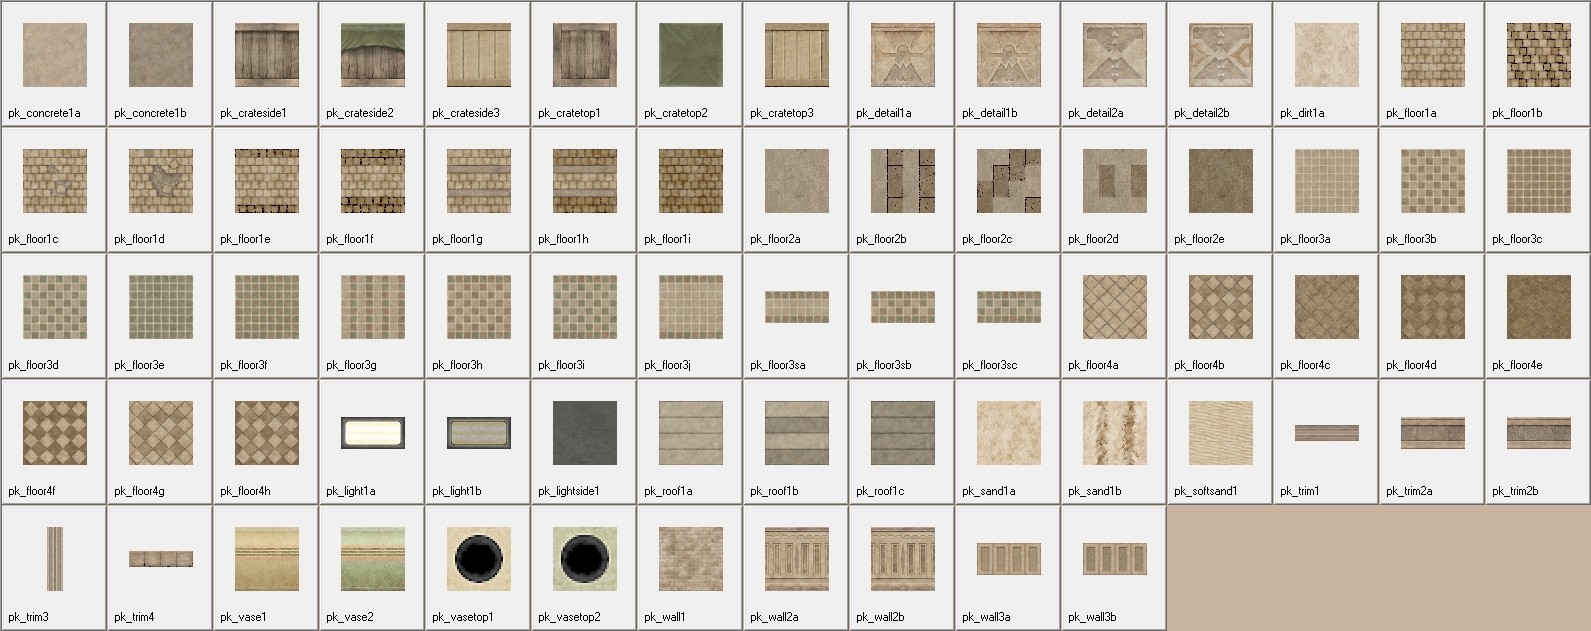 pk_concrete1a pk_concrete1b pk_crateside1 pk_crateside2 pk_crateside3 pk_cratetop1 pk_cratetop2 pk_cratetop3 pk_detail1a pk_detail1b pk_detail2a pk_detail2b pk_dirt1a pk_floor1a pk_floor1b
pk_floor1c pk_floor1d pk_floor1e pk_floor1f pk_floor1g pk_floor1h pk_floor1i pk_floor2a pk_floor2b pk_floor2c pk_floor2d pk_floor2e pk_floor3a pk_floor3b pk_floor3c
pk_floor3d pk_floor3e pk_floor3f pk_floor3g pk_floor3h pk_floor3i pk_floor3j pk_floor3sa pk_floor3sb pk_floor3sc pk_floor4a pk_floor4b pk_floor4c pk_floor4d pk_floor4e
pk_floor4f pk_floor4g pk_floor4h pk_light1a pk_light1b pk_lightside1 pk_roof1a pk_roof1b pk_roof1c pk_sand1a pk_sand1b pk_softsand1 pk_trim1 pk_trim2a pk_trim2b
pk_trim3 pk_trim4 pk_vase1 pk_vase2 pk_vasetop1 pk_vasetop2 pk_wall1 pk_wall2a pk_wall2b pk_wall3a pk_wall3b